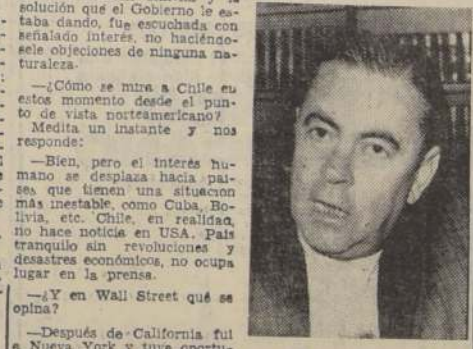 solución que el Gobierno le es-
taba dando, fue escuchada con
señalado interés, no haciéndo-
sele objeciones de ninguna na-
turaleza.
—¿Cómo se mira a Chile en
estos momento desde el pun-
to de vista norteamericano?
Medita un instante y nos
responde:
—Bien, pero el interés hu-
mano se desplaza hacia paí-
ses que tienen una situacion
más inestable, como Cuba, Bo-
livia, etc. Chile, en realidad,
no hace noticia en USA. País
tranquilo sin revoluciones y
desastres económicos, no ocupa
lugar en la prensa.
—¿Y en Wall Street qué se
opina?
—Después de California fui
a Nueva York y tuve oportu-